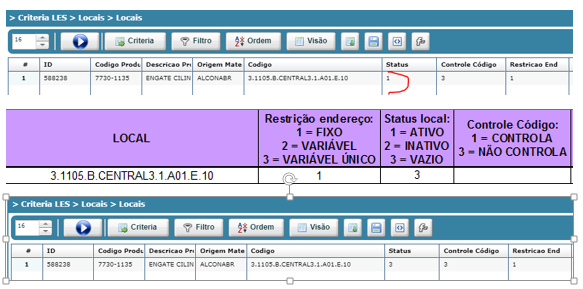 > Criteria LES > Locais > Locais
16 Criteria Filtro Ordem Visão
# ID Codigo Produ Descricao Pro Origem Mate Codigo Status Controle Código Restricao End
1 588238 7730-1135 ENGATE CILIN ALCONABR 3.1105.B.CENTRAL3.1.A01.E.10 1 3 1
LOCAL
Restrição endereço:
1 = FIXO
2 = VARIÁVEL
3 = VARIÁVEL ÚNICO
Status local:
1 = ATIVO
2 = INATIVO
3 = VAZIO
Controle Código:
1 = CONTROLA
3 = NÃO CONTROLA
3.1105.B.CENTRAL3.1.A01.E.10 1 3
> Criteria LES > Locais > Locais
16 Criteria Filtro Ordem Visão
# ID Codigo Produ Descricao Pro Origem Mate Codigo Status Controle Código Restricao End
1 588238 7730-1135 ENGATE CILIN ALCONABR 3.1105.B.CENTRAL3.1.A01.E.10 3 3 1